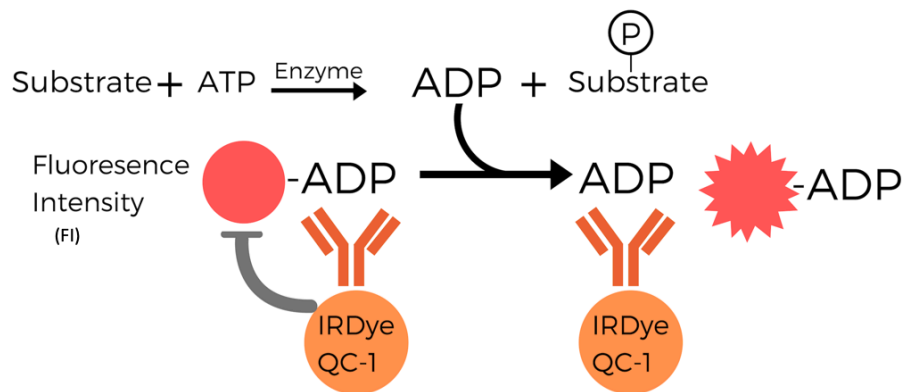 P
Substrate + ATP Enzyme ADP + Substrate
Fluoresence
Intensity
(FI)
-ADP
ADP
-ADP
IRDye
QC-1
IRDye
QC-1